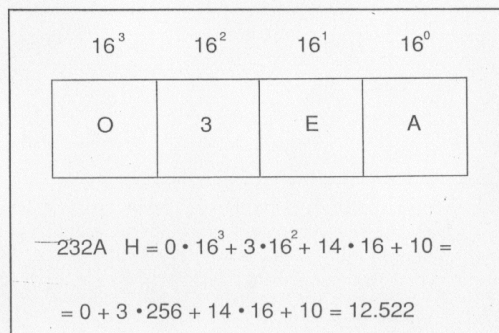 16³ 16² 16¹ 16⁰
O 3 E A
232A H = 0 • 16³ + 3 • 16² + 14 • 16 + 10 =
= 0 + 3 • 256 + 14 • 16 + 10 = 12.522